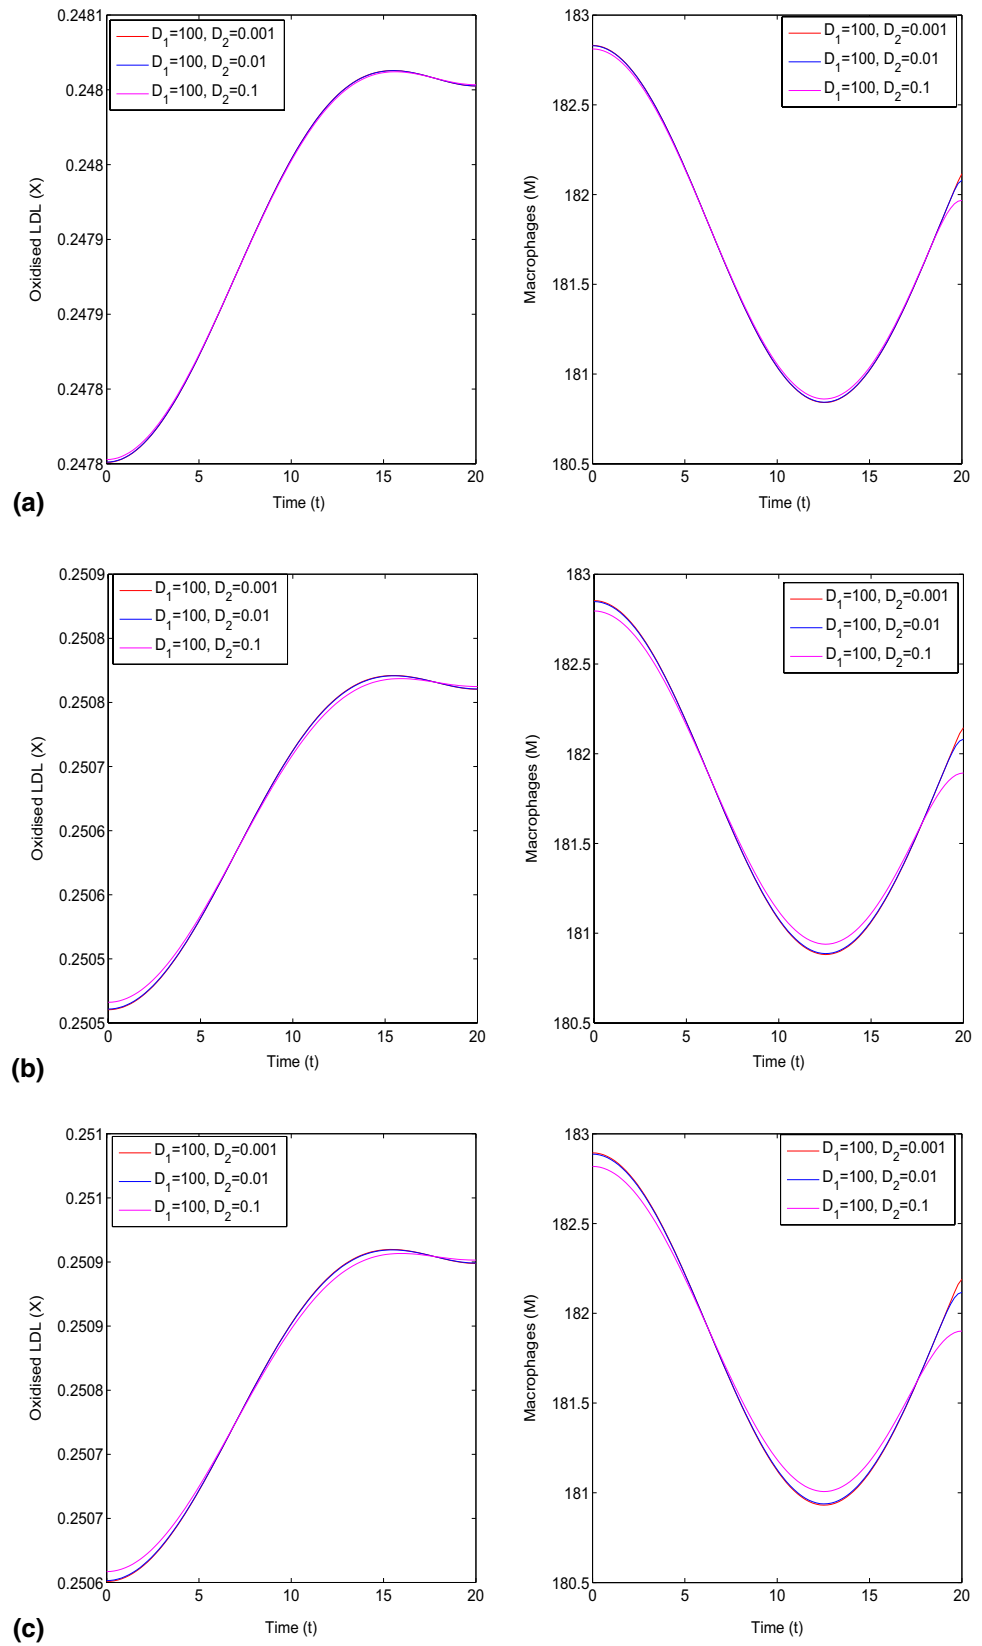 0.2481
0.248
0.248
0.2479
0.2479
0.2478
0.2478
Oxidised LDL (X)
D1=100, D2=0.001
D1=100, D2=0.01
D1=100, D2=0.1
0 5 10 15 20
Time (t)
183
182.5
182
181.5
181
180.5
Macrophages (M)
D1=100, D2=0.001
D1=100, D2=0.01
D1=100, D2=0.1
0 5 10 15 20
Time (t)
(a)
0.2509
0.2508
0.2508
0.2507
0.2506
0.2506
0.2505
0.2505
Oxidised LDL (X)
D1=100, D2=0.001
D1=100, D2=0.01
D1=100, D2=0.1
0 5 10 15 20
Time (t)
183
182.5
182
181.5
181
180.5
Macrophages (M)
D1=100, D2=0.001
D1=100, D2=0.01
D1=100, D2=0.1
0 5 10 15 20
Time (t)
(b)
0.251
0.251
0.2509
0.2509
0.2508
0.2507
0.2507
0.2506
Oxidised LDL (X)
D1=100, D2=0.001
D1=100, D2=0.01
D1=100, D2=0.1
0 5 10 15 20
Time (t)
183
182.5
182
181.5
181
180.5
Macrophages (M)
D1=100, D2=0.001
D1=100, D2=0.01
D1=100, D2=0.1
0 5 10 15 20
Time (t)
(c)